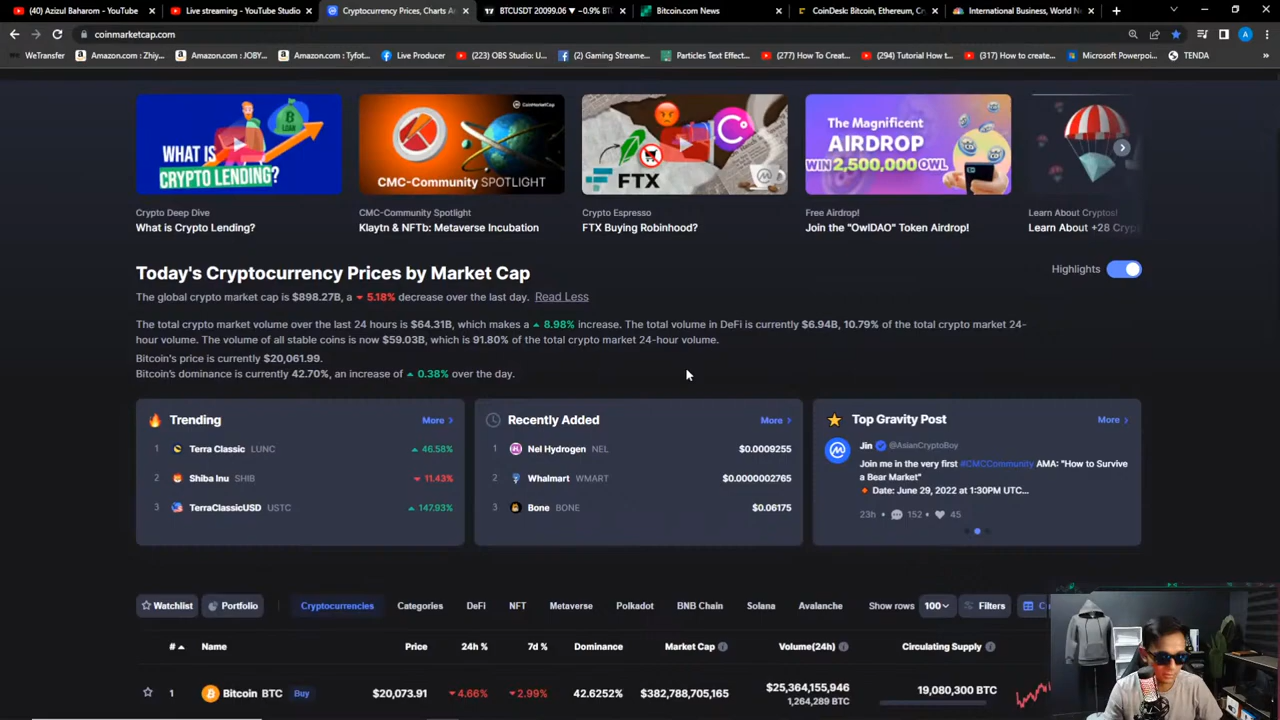 (40) Azizul Baharom - YouTube
Live streaming - YouTube Studio
Cryptocurrency Prices, Charts A
BTCUSDT 20099.06 ▼ −0.9% B
Bitcoin.com News
CoinDesk: Bitcoin, Ethereum, C
International Business, World N
coinmarketcap.com
A
WeTransfer
Amazon.com : Zhiy...
Amazon.com : JOBY...
Amazon.com : Tyfot...
Live Producer
(223) OBS Studio: U...
(2) Gaming Streame...
Particles Text Effect...
(277) How To Creat...
(294) Tutorial How t...
(317) How to create...
Microsoft Powerpoi...
TENDA
WHAT IS
CRYPTO LENDING?
LOAN
CoinMarketCap
CMC-Community SPOTLIGHT
FTX
The Magnificent
AIRDROP
WIN 2,500,000 OWL
Crypto Deep Dive
What is Crypto Lending?
CMC-Community Spotlight
Klaytn & NFTb: Metaverse Incubation
Crypto Espresso
FTX Buying Robinhood?
Free Airdrop!
Join the "OwlDAO" Token Airdrop!
Learn About Cryptos!
Learn About +28 Cryp
Today's Cryptocurrency Prices by Market Cap
Highlights
The global crypto market cap is $898.27B, a ▼ 5.18% decrease over the last day. Read Less
The total crypto market volume over the last 24 hours is $64.31B, which makes a ▲ 8.98% increase. The total volume in DeFi is currently $6.94B, 10.79% of the total crypto market 24-
hour volume. The volume of all stable coins is now $59.03B, which is 91.80% of the total crypto market 24-hour volume.
Bitcoin's price is currently $20,061.99.
Bitcoin's dominance is currently 42.70%, an increase of ▲ 0.38% over the day.
Trending More >
1 Terra Classic LUNC ▲ 46.58%
2 Shiba Inu SHIB ▼ 11.43%
3 TerraClassicUSD USTC ▲ 147.93%
Recently Added More >
1 Nel Hydrogen NEL $0.0009255
2 Whalmart WMART $0.0000002765
3 Bone BONE $0.06175
Top Gravity Post More >
Jin @AsianCryptoBoy
Join me in the very first #CMCCommunity AMA: "How to Survive
a Bear Market"
Date: June 29, 2022 at 1:30PM UTC...
23h • 152 • 45
Watchlist Portfolio Cryptocurrencies Categories DeFi NFT Metaverse Polkadot BNB Chain Solana Avalanche Show rows 100 Filters
# Name Price 24h % 7d % Dominance Market Cap Volume(24h) Circulating Supply
1 Bitcoin BTC Buy $20,073.91 ▼4.66% ▼2.99% 42.6252% $382,788,705,165 $25,364,155,946 19,080,300 BTC
1,264,289 BTC